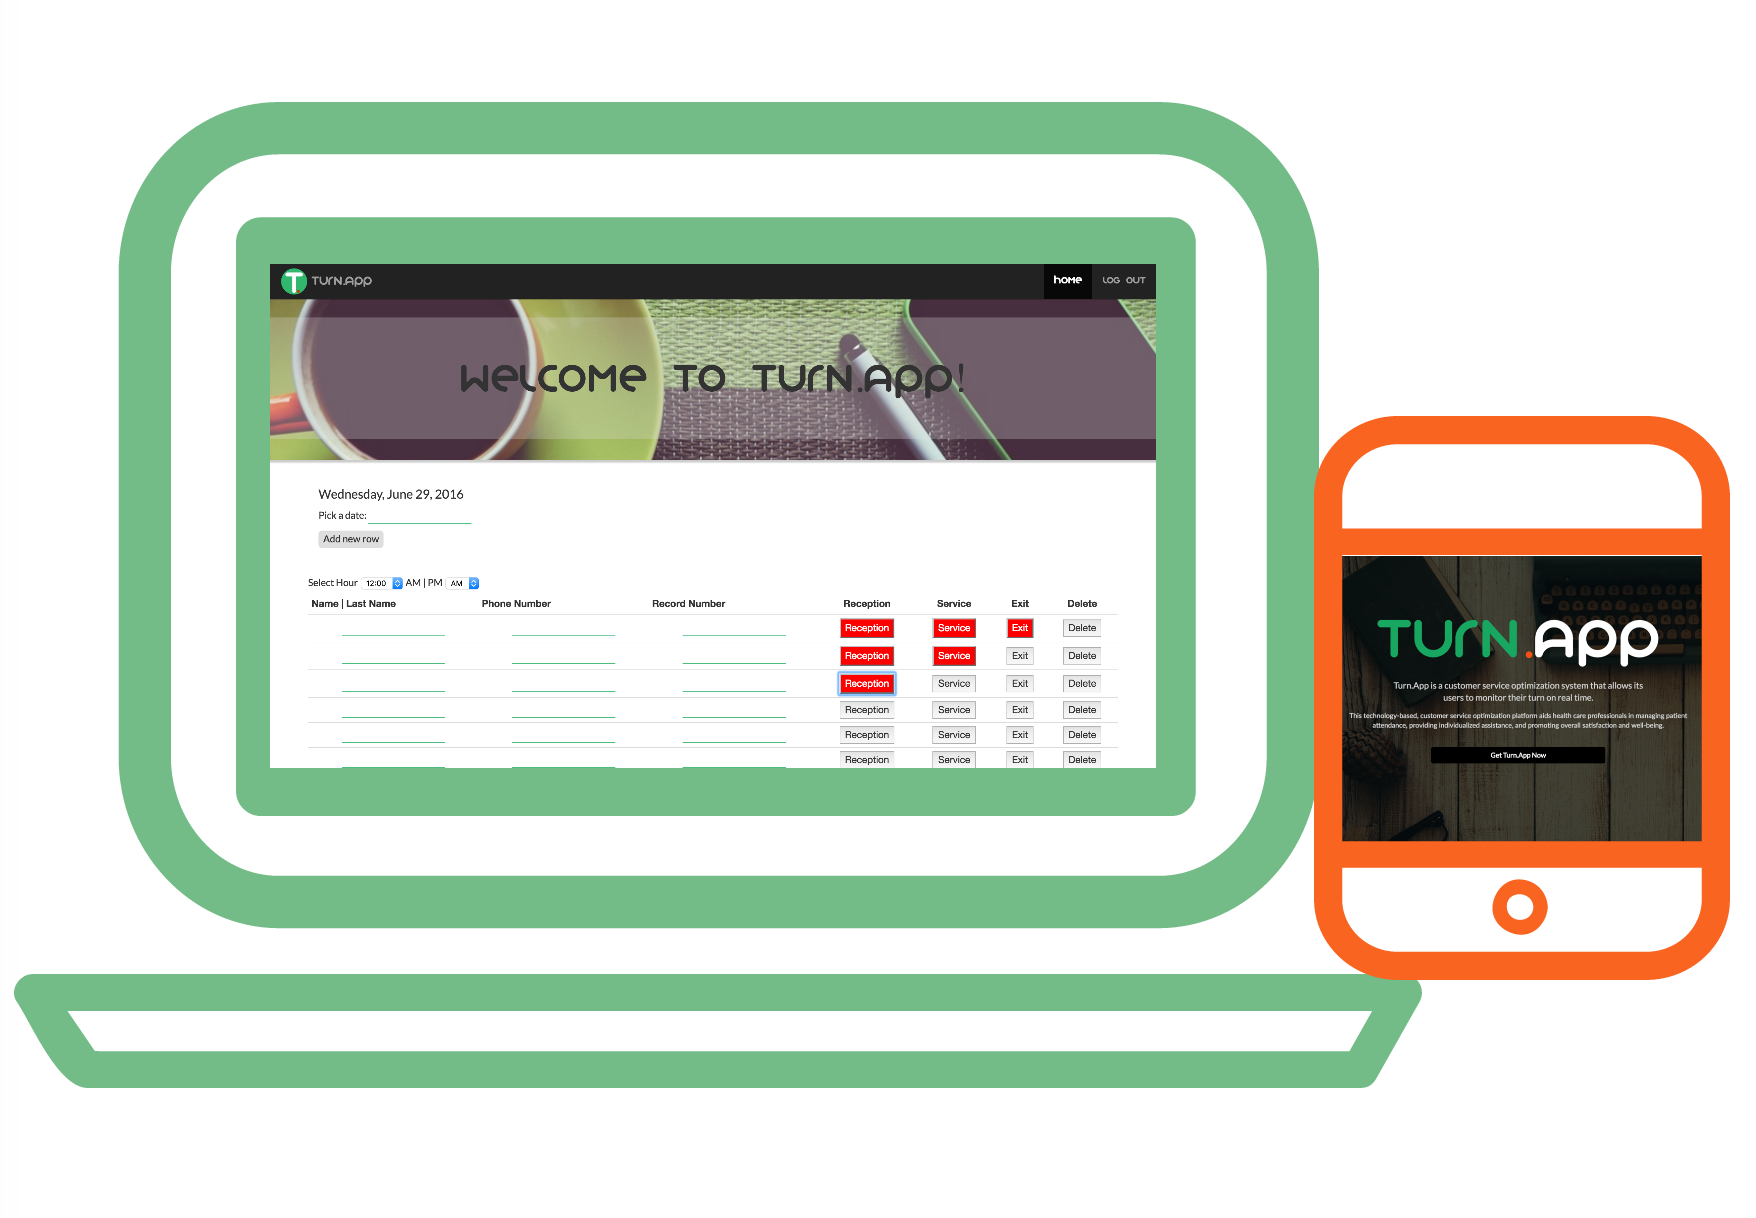 TURN.APP
HOME LOG OUT
WELCOME TO TURN.APP!
Wednesday, June 29, 2016
Pick a date:
Add new row
Select Hour 12:00 AM | PM AM
Name | Last Name Phone Number Record Number Reception Service Exit Delete
Reception Service Exit Delete
Reception Service Exit Delete
Reception Service Exit Delete
Reception Service Exit Delete
Reception Service Exit Delete
Reception Service Exit Delete
TURN.APP
Turn.App is a customer service optimization system that allows its
users to monitor their turn on real time.
This technology-based, customer service optimization platform aids health care professionals in managing patient
attendance, providing individualized assistance, and promoting overall satisfaction and well-being.
Get Turn.App Now